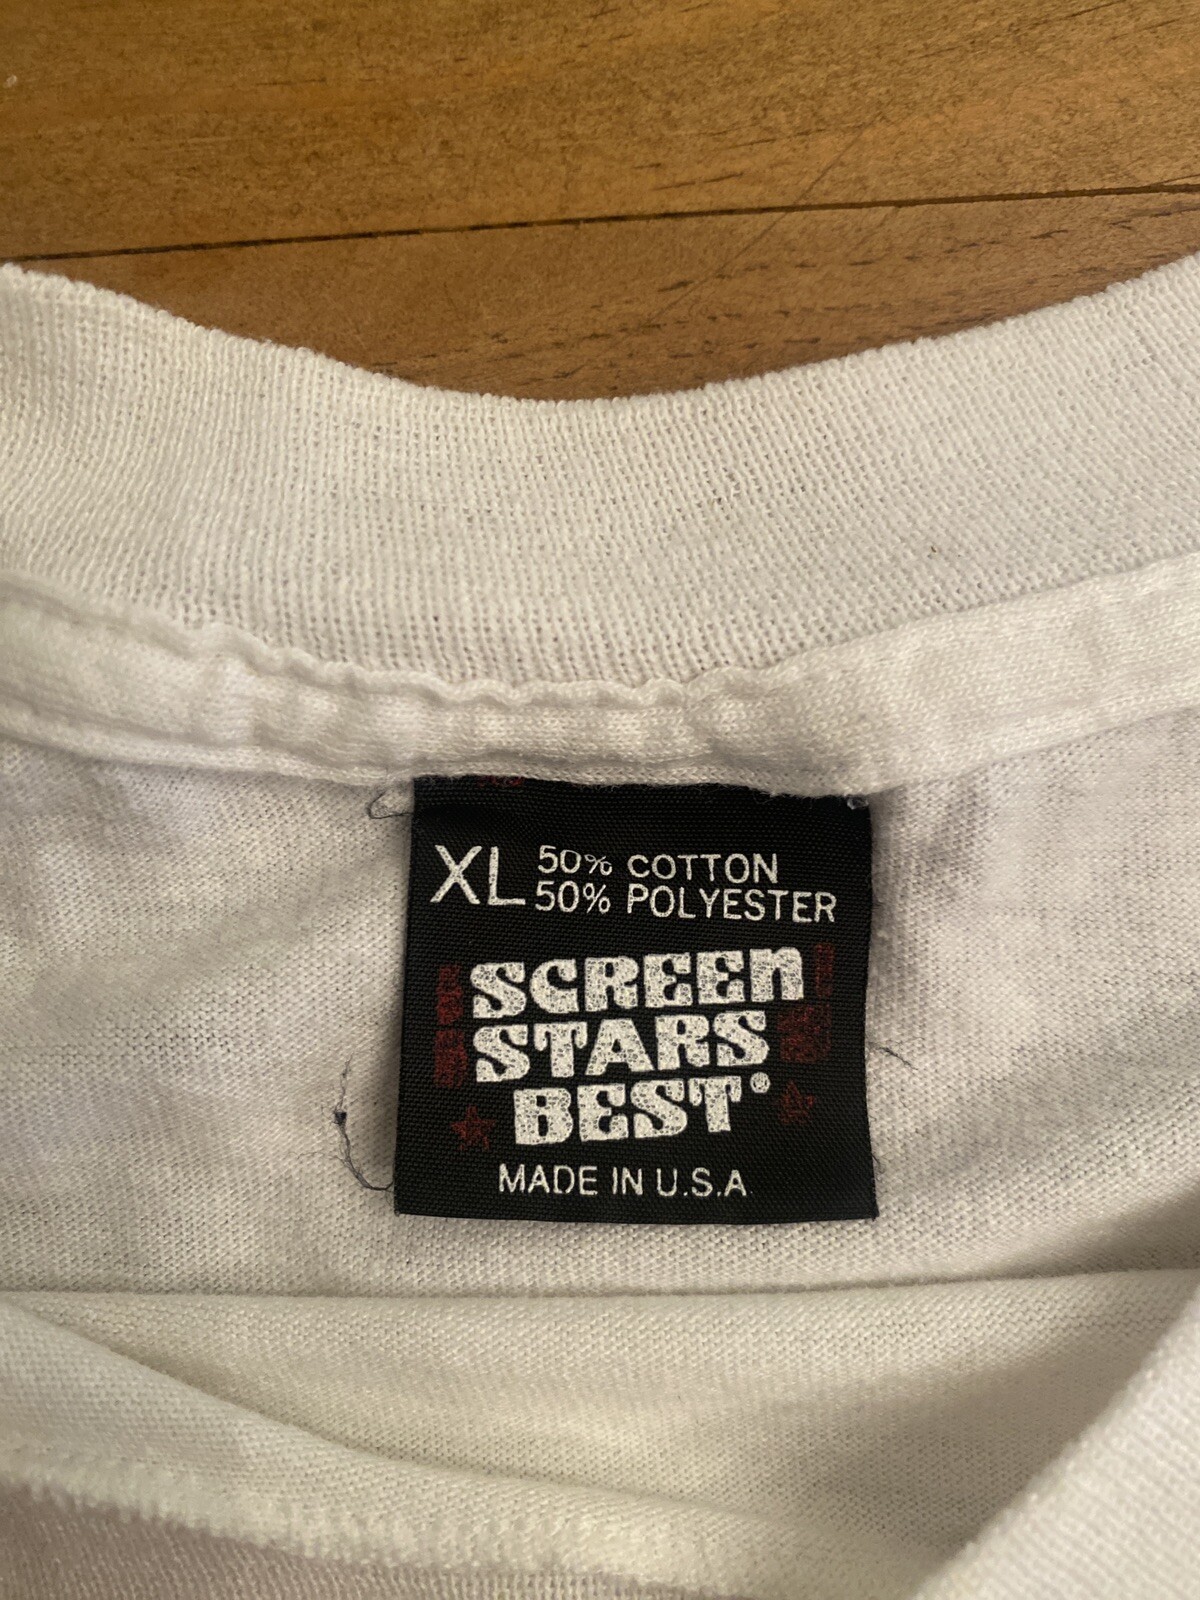 XL 50% COTTON
50% POLYESTER
SCREEN
STARS
BEST®
MADE IN U.S.A